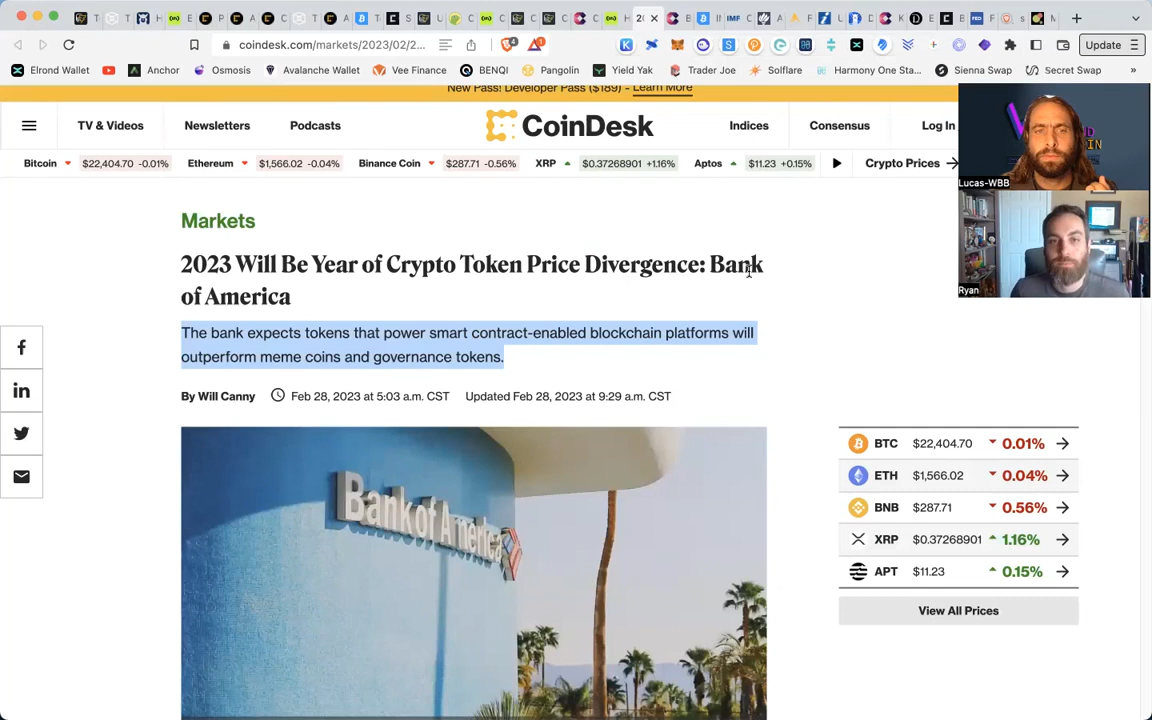 coindesk.com/markets/2023/02/2...
Update
Elrond Wallet Anchor Osmosis Avalanche Wallet Vee Finance BENQI Pangolin Yield Yak Trader Joe Solflare Harmony One Sta... Sienna Swap Secret Swap »
New Pass: Developer Pass ($189) - Learn More
TV & Videos Newsletters Podcasts CoinDesk Indices Consensus Log In
Bitcoin $22,404.70 -0.01% Ethereum $1,566.02 -0.04% Binance Coin $287.71 -0.56% XRP $0.37268901 +1.16% Aptos $11.23 +0.15% Crypto Prices
Lucas-WBB
Ryan
Markets
2023 Will Be Year of Crypto Token Price Divergence: Bank
of America
The bank expects tokens that power smart contract-enabled blockchain platforms will
outperform meme coins and governance tokens.
By Will Canny Feb 28, 2023 at 5:03 a.m. CST Updated Feb 28, 2023 at 9:29 a.m. CST
Bank of America
BTC $22,404.70 0.01%
ETH $1,566.02 0.04%
BNB $287.71 0.56%
XRP $0.37268901 1.16%
APT $11.23 0.15%
View All Prices